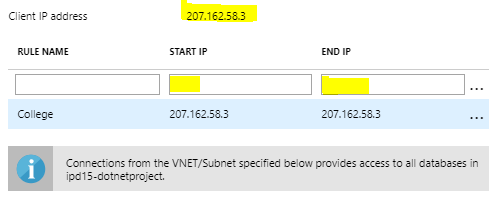 Client IP address 207.162.58.3
RULE NAME START IP END IP
...
College 207.162.58.3 207.162.58.3 ...
Connections from the VNET/Subnet specified below provides access to all databases in
ipd15-dotnetproject.